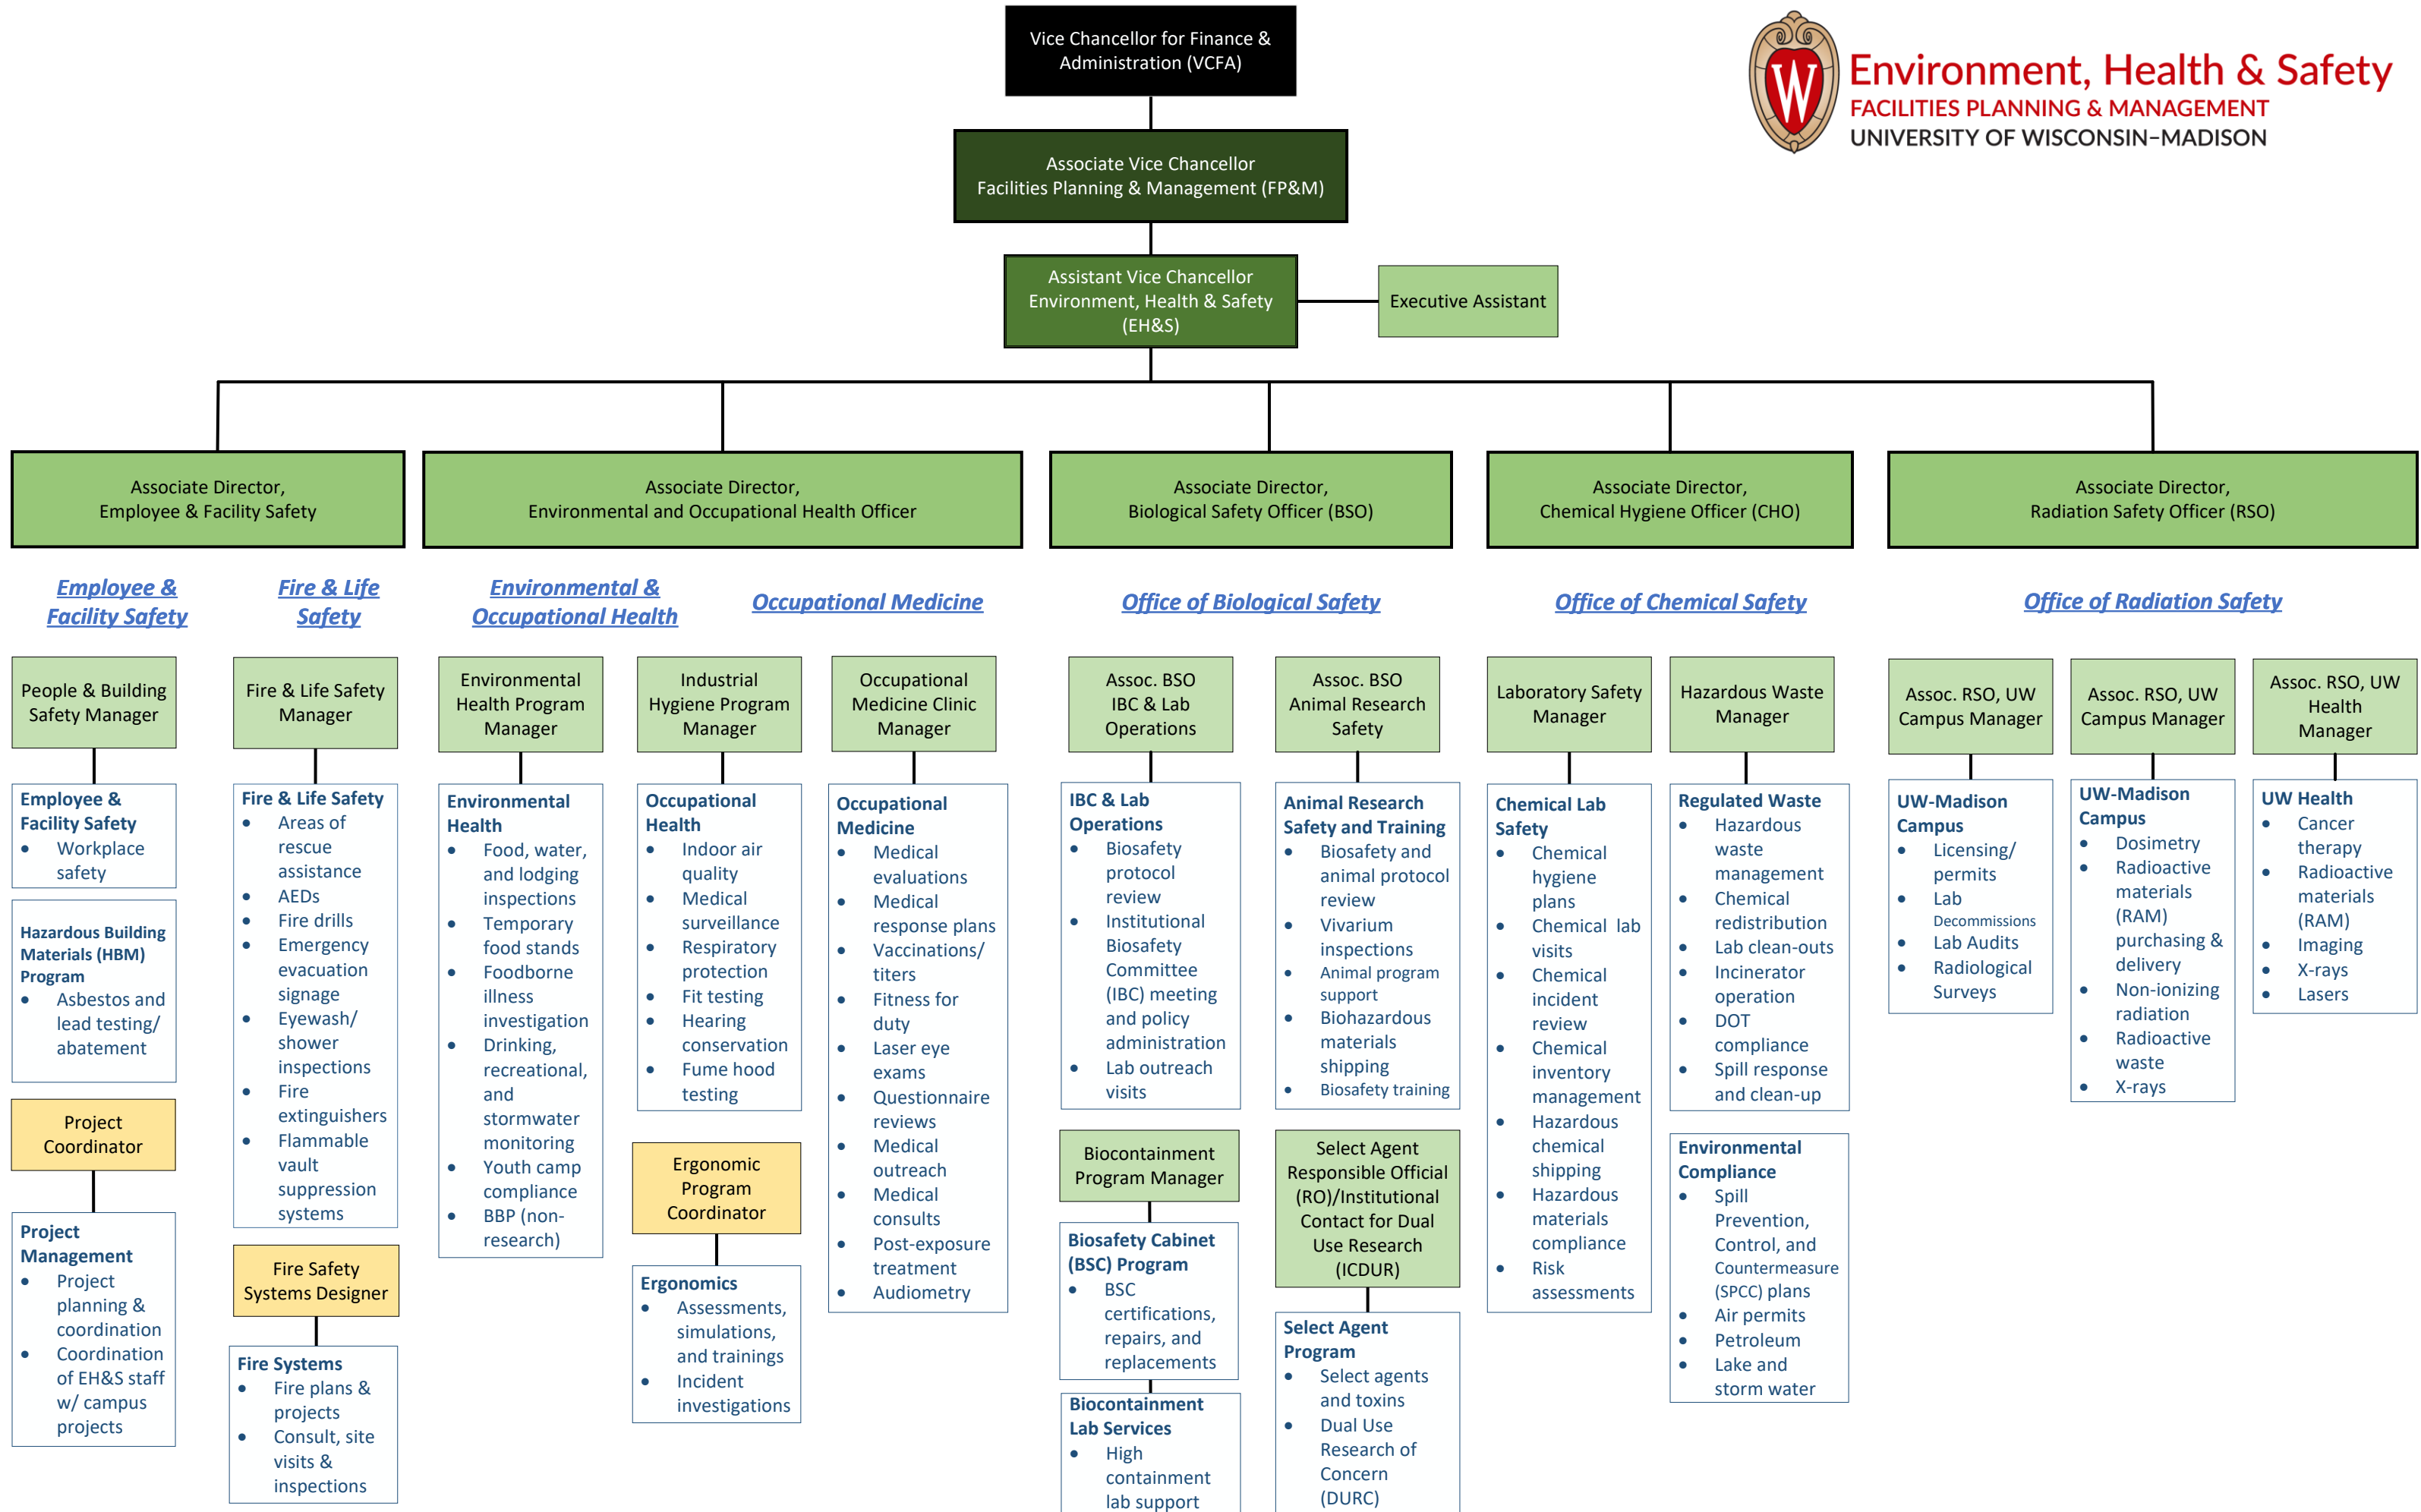 Vice Chancellor for Finance &
Administration (VCFA)
Environment, Health & Safety
FACILITIES PLANNING & MANAGEMENT
UNIVERSITY OF WISCONSIN–MADISON
W
Associate Vice Chancellor
Facilities Planning & Management (FP&M)
Assistant Vice Chancellor
Environment, Health & Safety
(EH&S)
Executive Assistant
Associate Director,
Employee & Facility Safety
Associate Director,
Environmental and Occupational Health Officer
Associate Director,
Biological Safety Officer (BSO)
Associate Director,
Chemical Hygiene Officer (CHO)
Associate Director,
Radiation Safety Officer (RSO)
Employee &
Facility Safety
Fire & Life
Safety
Environmental &
Occupational Health
Occupational Medicine
Office of Biological Safety
Office of Chemical Safety
Office of Radiation Safety
People & Building
Safety Manager
Employee &
Facility Safety
• Workplace
safety
Hazardous Building
Materials (HBM)
Program
• Asbestos and
lead testing/
abatement
Project
Coordinator
Project
Management
• Project
planning &
coordination
• Coordination
of EH&S staff
w/ campus
projects
Fire & Life Safety
Manager
Fire & Life Safety
• Areas of
rescue
assistance
• AEDs
• Fire drills
• Emergency
evacuation
signage
• Eyewash/
shower
inspections
• Fire
extinguishers
• Flammable
vault
suppression
systems
Fire Safety
Systems Designer
Fire Systems
• Fire plans &
projects
• Consult, site
visits &
inspections
Environmental
Health Program
Manager
Environmental
Health
• Food, water,
and lodging
inspections
• Temporary
food stands
• Foodborne
illness
investigation
• Drinking,
recreational,
and
stormwater
monitoring
• Youth camp
compliance
• BBP (non-
research)
Industrial
Hygiene Program
Manager
Occupational
Health
• Indoor air
quality
• Medical
surveillance
• Respiratory
protection
• Fit testing
• Hearing
conservation
• Fume hood
testing
Ergonomic
Program
Coordinator
Ergonomics
• Assessments,
simulations,
and trainings
• Incident
investigations
Occupational
Medicine Clinic
Manager
Occupational
Medicine
• Medical
evaluations
• Medical
response plans
• Vaccinations/
titers
• Fitness for
duty
• Laser eye
exams
• Questionnaire
reviews
• Medical
outreach
• Medical
consults
• Post-exposure
treatment
• Audiometry
Assoc. BSO
IBC & Lab
Operations
IBC & Lab
Operations
• Biosafety
protocol
review
• Institutional
Biosafety
Committee
(IBC) meeting
and policy
administration
• Lab outreach
visits
Biocontainment
Program Manager
Biosafety Cabinet
(BSC) Program
• BSC
certifications,
repairs, and
replacements
Biocontainment
Lab Services
• High
containment
lab support
Assoc. BSO
Animal Research
Safety
Animal Research
Safety and Training
• Biosafety and
animal protocol
review
• Vivarium
inspections
• Animal program
support
• Biohazardous
materials
shipping
• Biosafety training
Select Agent
Responsible Official
(RO)/Institutional
Contact for Dual
Use Research
(ICDUR)
Select Agent
Program
• Select agents
and toxins
• Dual Use
Research of
Concern
(DURC)
Laboratory Safety
Manager
Chemical Lab
Safety
• Chemical
hygiene
plans
• Chemical lab
visits
• Chemical
incident
review
• Chemical
inventory
management
• Hazardous
chemical
shipping
• Hazardous
materials
compliance
• Risk
assessments
Hazardous Waste
Manager
Regulated Waste
• Hazardous
waste
management
• Chemical
redistribution
• Lab clean-outs
• Incinerator
operation
• DOT
compliance
• Spill response
and clean-up
Environmental
Compliance
• Spill
Prevention,
Control, and
Countermeasure
(SPCC) plans
• Air permits
• Petroleum
• Lake and
storm water
Assoc. RSO, UW
Campus Manager
UW-Madison
Campus
• Licensing/
permits
• Lab
Decommissions
• Lab Audits
• Radiological
Surveys
Assoc. RSO, UW
Campus Manager
UW-Madison
Campus
• Dosimetry
• Radioactive
materials
(RAM)
purchasing &
delivery
• Non-ionizing
radiation
• Radioactive
waste
• X-rays
Assoc. RSO, UW
Health
Manager
UW Health
• Cancer
therapy
• Radioactive
materials
(RAM)
• Imaging
• X-rays
• Lasers